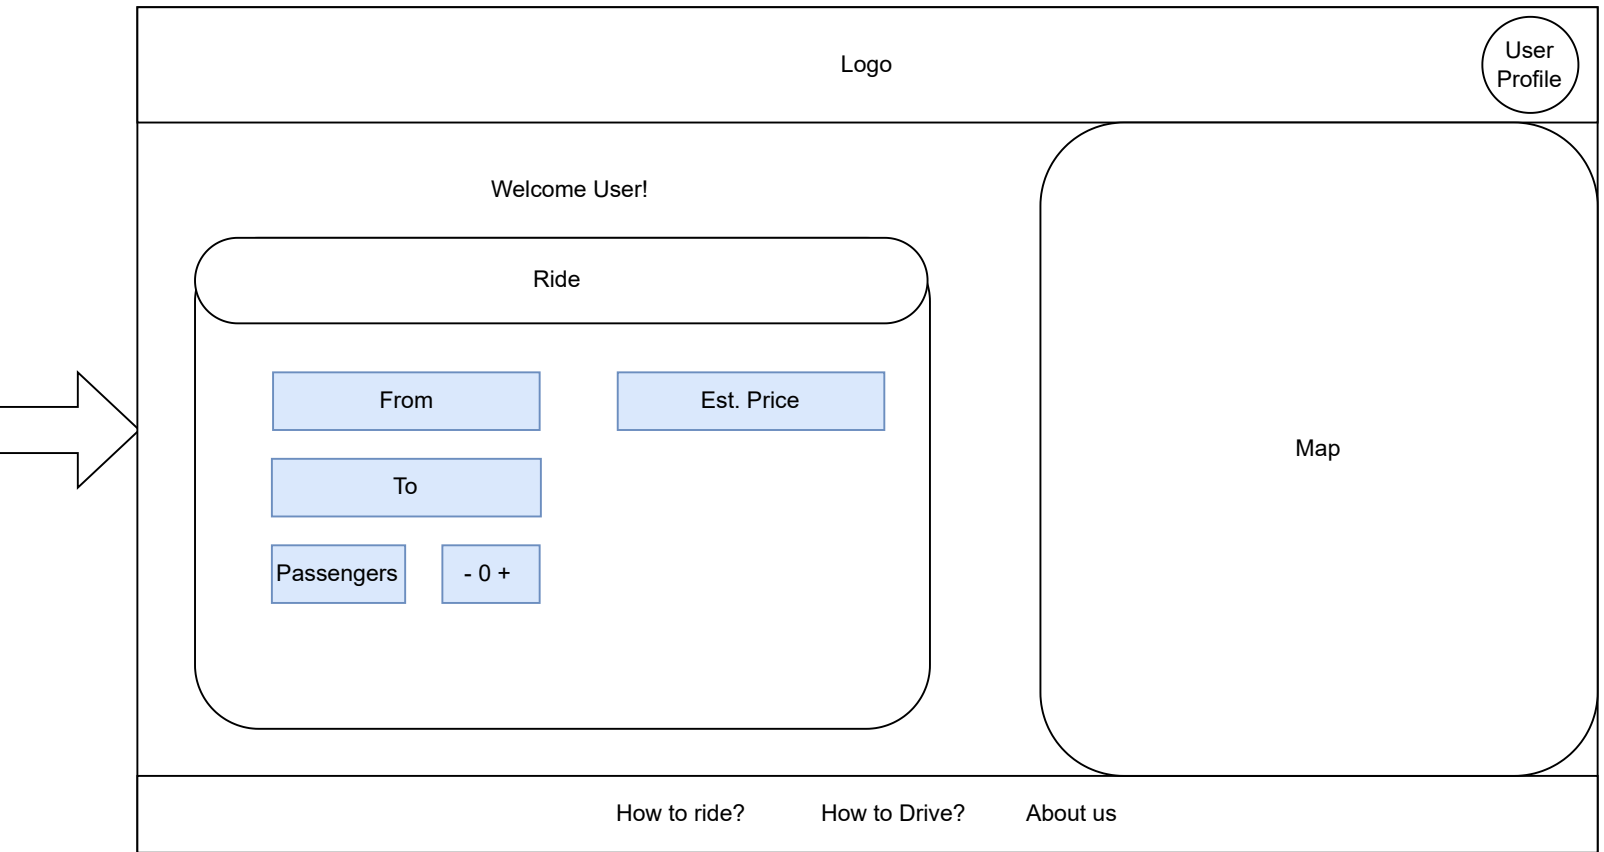 Logo
User
Profile
Welcome User!
Ride
From
Est. Price
To
Passengers
- 0 +
Map
How to ride?
How to Drive?
About us